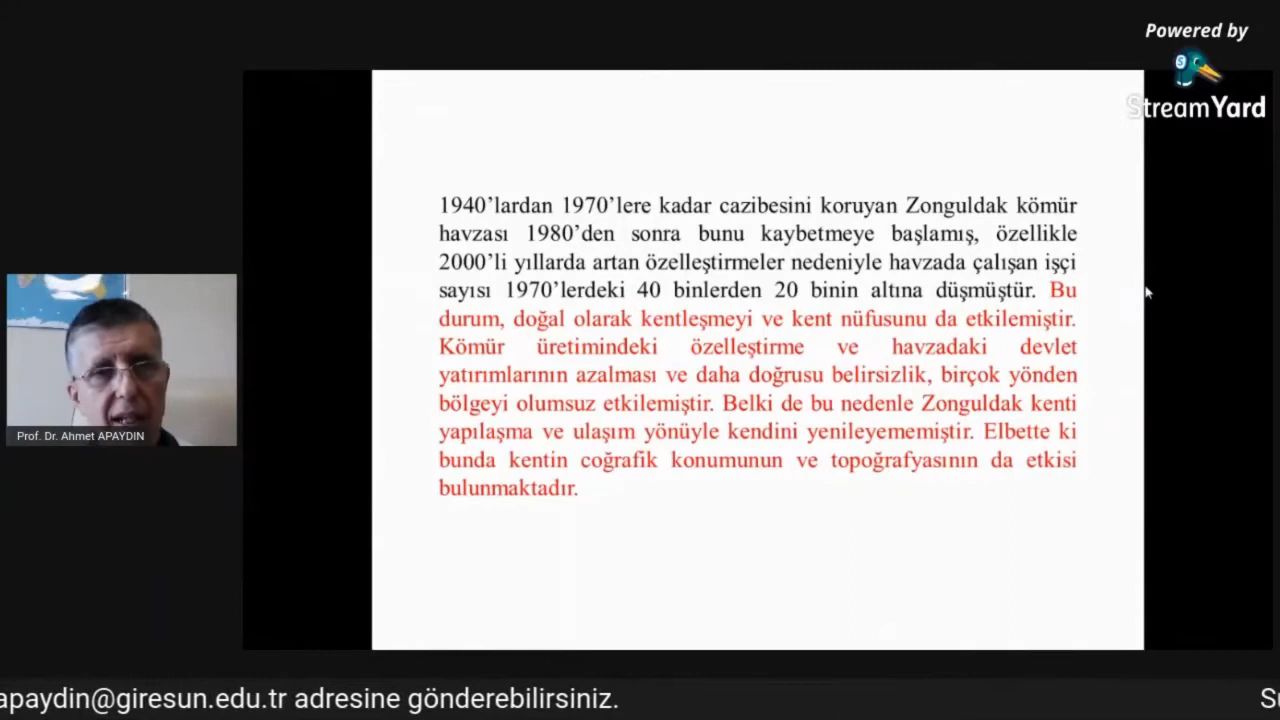 Powered by
StreamYard
1940’lardan 1970’lere kadar cazibesini koruyan Zonguldak kömür
havzası 1980’den sonra bunu kaybetmeye başlamış, özellikle
2000’li yıllarda artan özelleştirmeler nedeniyle havzada çalışan işçi
sayısı 1970’lerdeki 40 binlerden 20 binin altına düşmüştür. Bu
durum, doğal olarak kentleşmeyi ve kent nüfusunu da etkilemiştir.
Kömür üretimindeki özelleştirme ve havzadaki devlet
yatırımlarının azalması ve daha doğrusu belirsizlik, birçok yönden
bölgeyi olumsuz etkilemiştir. Belki de bu nedenle Zonguldak kenti
yapılaşma ve ulaşım yönüyle kendini yenileyememiştir. Elbette ki
bunda kentin coğrafik konumunun ve topoğrafyasının da etkisi
bulunmaktadır.
Prof. Dr. Ahmet APAYDIN
apaydin@giresun.edu.tr adresine gönderebilirsiniz.